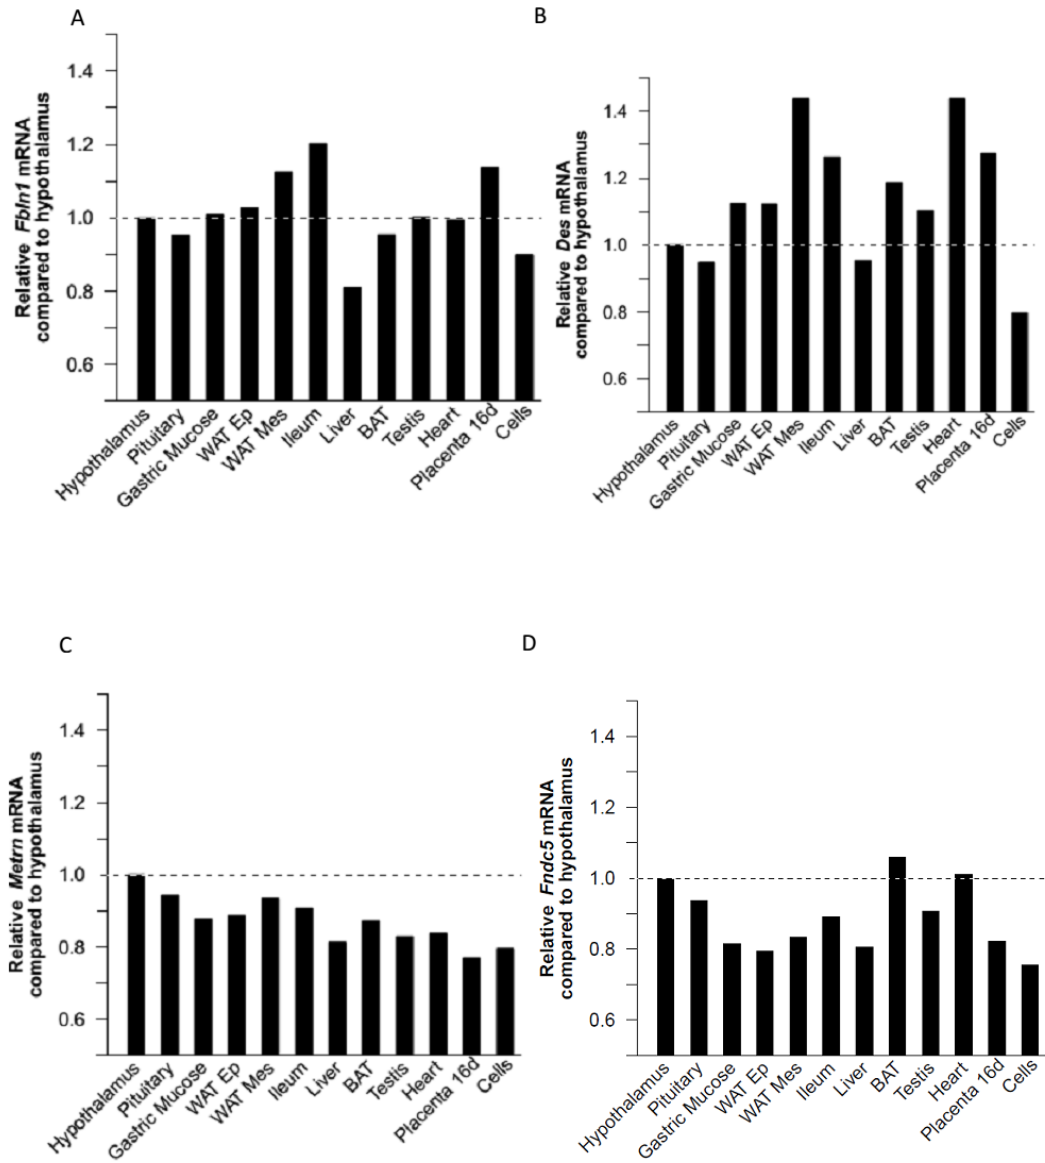 A
Relative Fbln1 mRNA
compared to hypothalamus
1.4
1.2
1.0
0.8
0.6
Hypothalamus
Pituitary
Gastric Mucose
WAT Ep
WAT Mes
Ileum
Liver
BAT
Testis
Heart
Placenta 16d
Cells
B
Relative Des mRNA
compared to hypothalamus
1.4
1.2
1.0
0.8
0.6
Hypothalamus
Pituitary
Gastric Mucose
WAT Ep
WAT Mes
Ileum
Liver
BAT
Testis
Heart
Placenta 16d
Cells
C
Relative Metrn mRNA
compared to hypothalamus
1.4
1.2
1.0
0.8
0.6
Hypothalamus
Pituitary
Gastric Mucose
WAT Ep
WAT Mes
Ileum
Liver
BAT
Testis
Heart
Placenta 16d
Cells
D
Relative Fndc5 mRNA
compared to hypothalamus
1.4
1.2
1.0
0.8
0.6
Hypothalamus
Pituitary
Gastric Mucose
WAT Ep
WAT Mes
Ileum
Liver
BAT
Testis
Heart
Placenta 16d
Cells